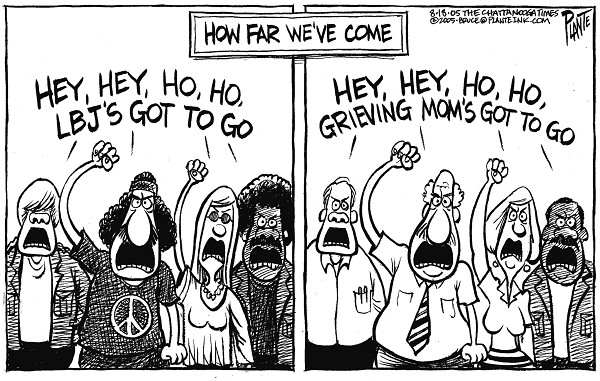 HOW FAR WE'VE COME
8-18-05 THE CHATTANOOGA TIMES
©2005-BRUCE@PLANTEINK.COM
PLANTE
HEY, HEY, HO, HO,
LBJ'S GOT TO GO
HEY, HEY, HO, HO,
GRIEVING MOM'S GOT TO GO